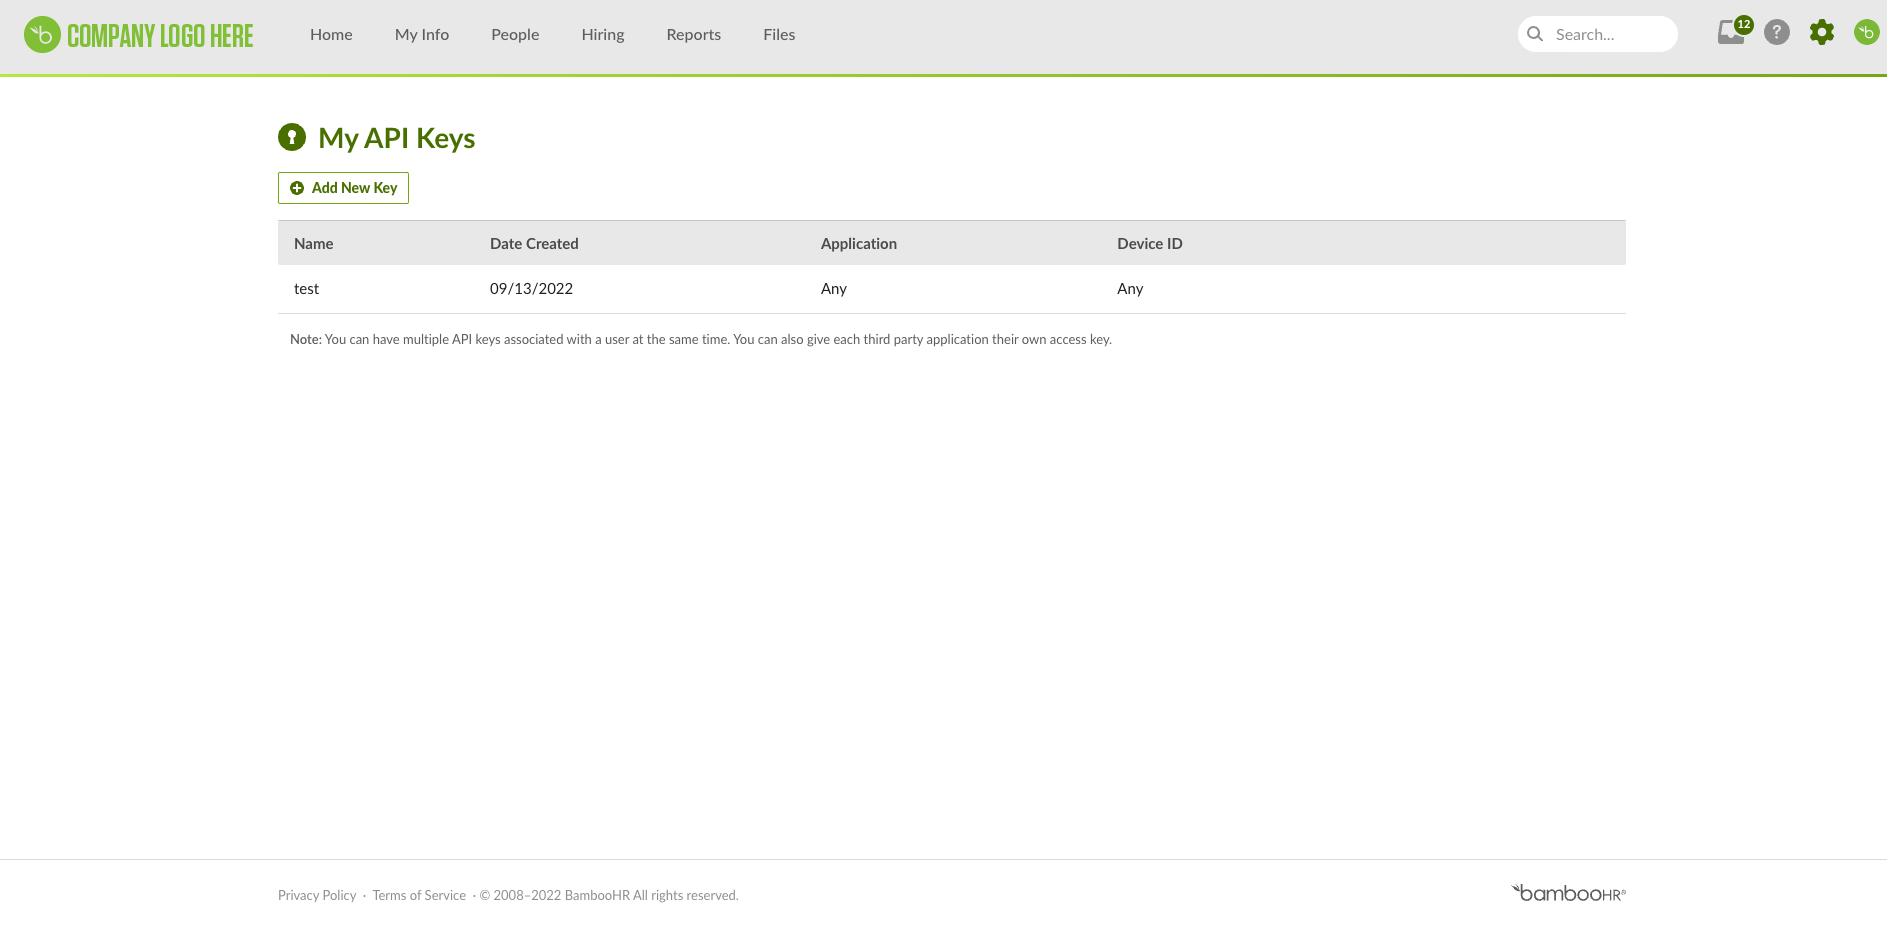 COMPANY LOGO HERE Home My Info People Hiring Reports Files Search... 12 ?
My API Keys
Add New Key
Name Date Created Application Device ID
test 09/13/2022 Any Any
Note: You can have multiple API keys associated with a user at the same time. You can also give each third party application their own access key.
Privacy Policy · Terms of Service · © 2008–2022 BambooHR All rights reserved. bambooHR®